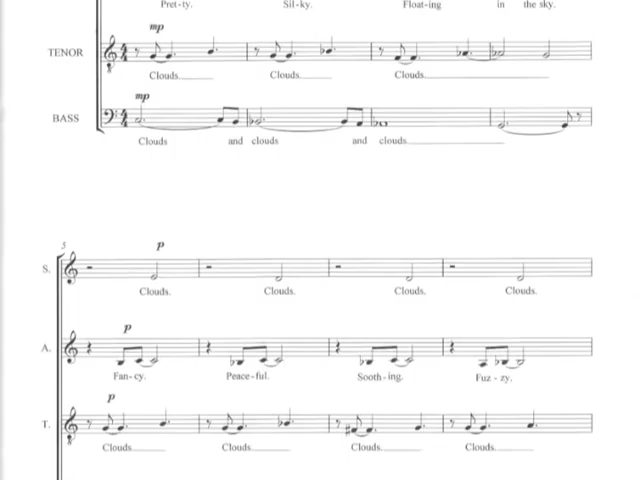 Pret-ty. Sil-ky. Float-ing in the sky.
mp
TENOR
Clouds Clouds Clouds
mp
BASS
Clouds and clouds and clouds
5
p
S.
Clouds. Clouds. Clouds. Clouds.
p
A.
Fan-cy. Peace-ful. Sooth-ing. Fuz-zy.
p
T.
Clouds Clouds Clouds Clouds